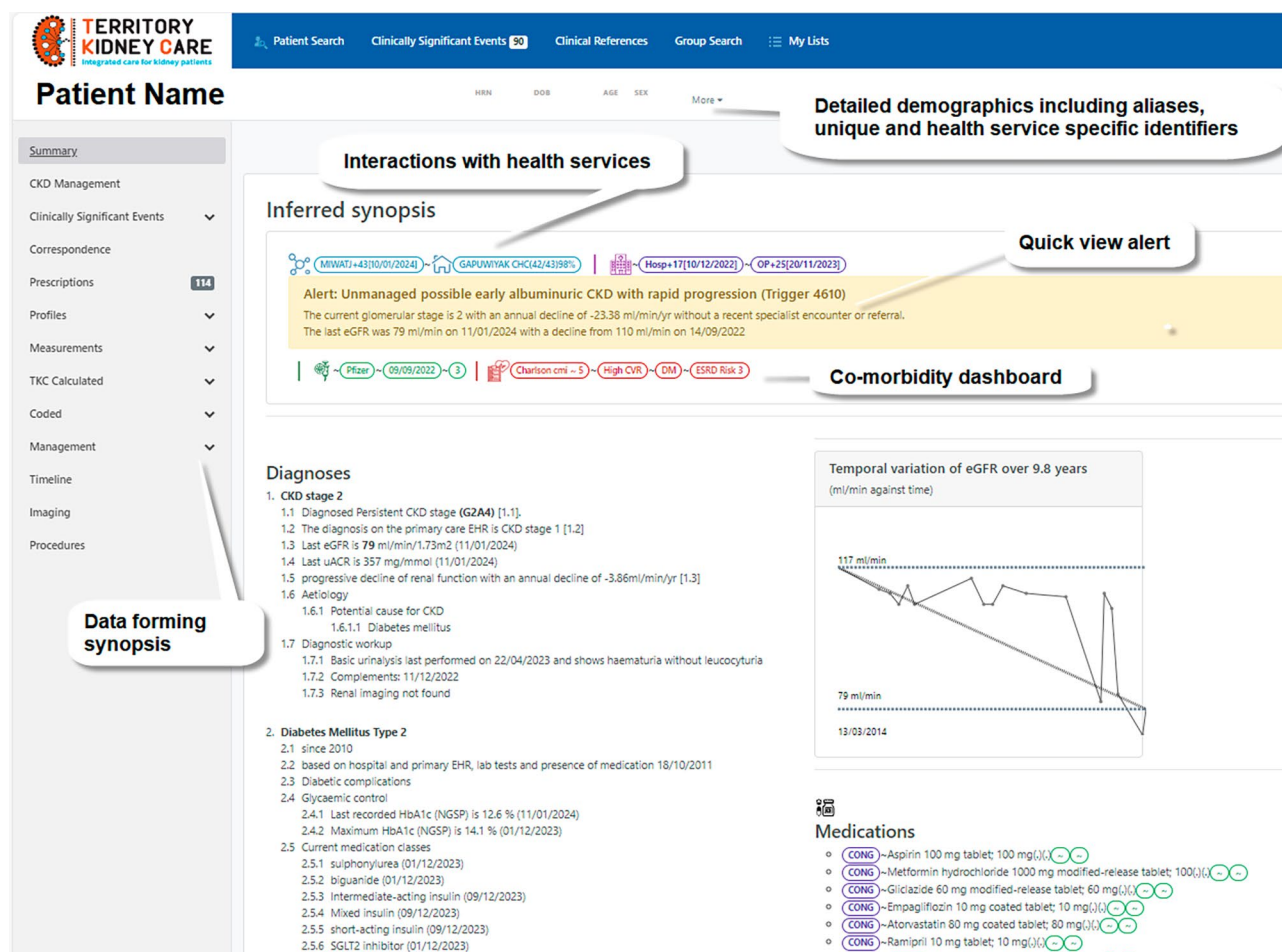 TERRITORY
KIDNEY CARE
Integrated care for kidney patients
Patient Search Clinically Significant Events 90 Clinical References Group Search My Lists
Patient Name
HRN DOB AGE SEX More
Detailed demographics including aliases,
unique and health service specific identifiers
Summary
CKD Management
Clinically Significant Events
Correspondence
Prescriptions 114
Profiles
Measurements
TKC Calculated
Coded
Management
Timeline
Imaging
Procedures
Data forming
synopsis
Interactions with health services
Inferred synopsis
Quick view alert
MIWATJ+43[10/01/2024]~GAPUWIYAK CHC(42/43)98% | ~Hosp+17[10/12/2022]~OP+25[20/11/2023]
Alert: Unmanaged possible early albuminuric CKD with rapid progression (Trigger 4610)
The current glomerular stage is 2 with an annual decline of -23.38 ml/min/yr without a recent specialist encounter or referral.
The last eGFR was 79 ml/min on 11/01/2024 with a decline from 110 ml/min on 14/09/2022
| ~Pfizer~09/09/2022~3 | Charlson cmi ~ 5~High CVR~DM~ESRD Risk 3
Co-morbidity dashboard
Diagnoses
1. CKD stage 2
1.1 Diagnosed Persistent CKD stage (G2A4) [1.1].
1.2 The diagnosis on the primary care EHR is CKD stage 1 [1.2]
1.3 Last eGFR is 79 ml/min/1.73m2 (11/01/2024)
1.4 Last uACR is 357 mg/mmol (11/01/2024)
1.5 progressive decline of renal function with an annual decline of -3.86ml/min/yr [1.3]
1.6 Aetiology
1.6.1 Potential cause for CKD
1.6.1.1 Diabetes mellitus
1.7 Diagnostic workup
1.7.1 Basic urinalysis last performed on 22/04/2023 and shows haematuria without leucocyturia
1.7.2 Complements: 11/12/2022
1.7.3 Renal imaging not found
2. Diabetes Mellitus Type 2
2.1 since 2010
2.2 based on hospital and primary EHR, lab tests and presence of medication 18/10/2011
2.3 Diabetic complications
2.4 Glycaemic control
2.4.1 Last recorded HbA1c (NGSP) is 12.6 % (11/01/2024)
2.4.2 Maximum HbA1c (NGSP) is 14.1 % (01/12/2023)
2.5 Current medication classes
2.5.1 sulphonylurea (01/12/2023)
2.5.2 biguanide (01/12/2023)
2.5.3 Intermediate-acting insulin (09/12/2023)
2.5.4 Mixed insulin (09/12/2023)
2.5.5 short-acting insulin (09/12/2023)
2.5.6 SGLT2 inhibitor (01/12/2023)
Temporal variation of eGFR over 9.8 years
(ml/min against time)
117 ml/min
79 ml/min
13/03/2014
Medications
CONG~Aspirin 100 mg tablet; 100 mg(.)(.)~ ~
CONG~Metformin hydrochloride 1000 mg modified-release tablet; 100(.)(.)~ ~
CONG~Gliclazide 60 mg modified-release tablet; 60 mg(.)(.)~ ~
CONG~Empagliflozin 10 mg coated tablet; 10 mg(.)(.)~ ~
CONG~Atorvastatin 80 mg coated tablet; 80 mg(.)(.)~ ~
CONG~Ramipril 10 mg tablet; 10 mg(.)(.)~ ~